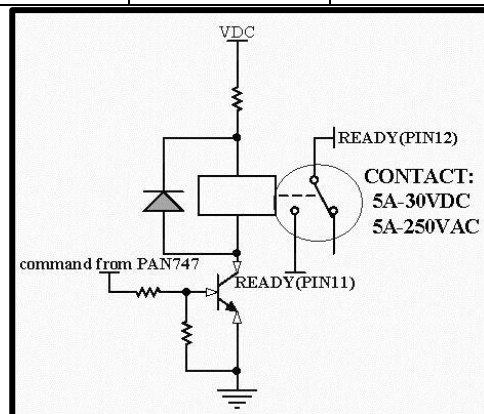 VDC
READY(PIN12)
CONTACT:
5A-30VDC
5A-250VAC
command from PAN747
READY(PIN11)